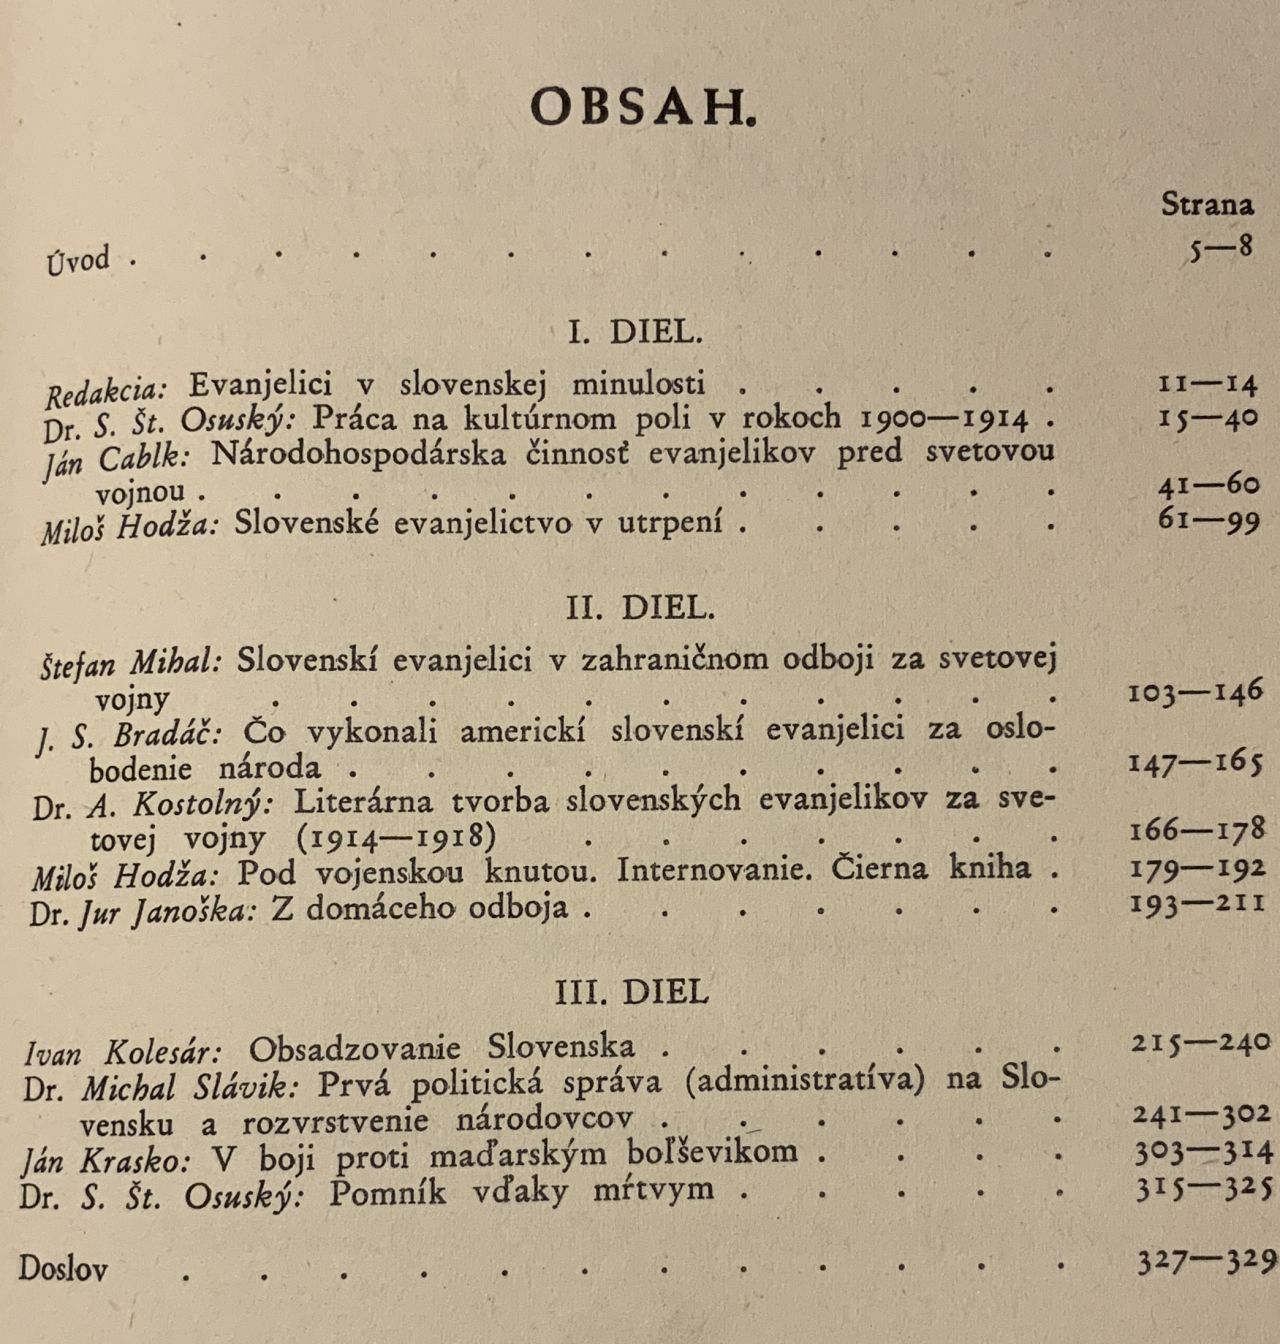 OBSAH.
Strana
Úvod . . . . . . . . . . . . . 5—8
I. DIEL.
Redakcia: Evanjelici v slovenskej minulosti . . . . . 11—14
Dr. S. Št. Osuský: Práca na kultúrnom poli v rokoch 1900—1914 . 15—40
Ján Cablk: Národohospodárska činnosť evanjelikov pred svetovou
vojnou . . . . . . . . . . . . 41—60
Miloš Hodža: Slovenské evanjelictvo v utrpení . . . . . 61—99
II. DIEL.
Štefan Mihal: Slovenskí evanjelici v zahraničnom odboji za svetovej
vojny . . . . . . . . . . . 103—146
J. S. Bradáč: Čo vykonali americkí slovenskí evanjelici za oslo-
bodenie národa . . . . . . . . . . 147—165
Dr. A. Kostolný: Literárna tvorba slovenských evanjelikov za sve-
tovej vojny (1914—1918) . . . . . . . 166—178
Miloš Hodža: Pod vojenskou knutou. Internovanie. Čierna kniha . 179—192
Dr. Jur Janoška: Z domáceho odboja . . . . . . . 193—211
III. DIEL
Ivan Kolesár: Obsadzovanie Slovenska . . . . . . 215—240
Dr. Michal Slávik: Prvá politická správa (administratíva) na Slo-
vensku a rozvrstvenie národovcov . . . . . . 241—302
Ján Krasko: V boji proti maďarským boľševikom . . . . 303—314
Dr. S. Št. Osuský: Pomník vďaky mŕtvym . . . . . 315—325
Doslov . . . . . . . . . . . . 327—329